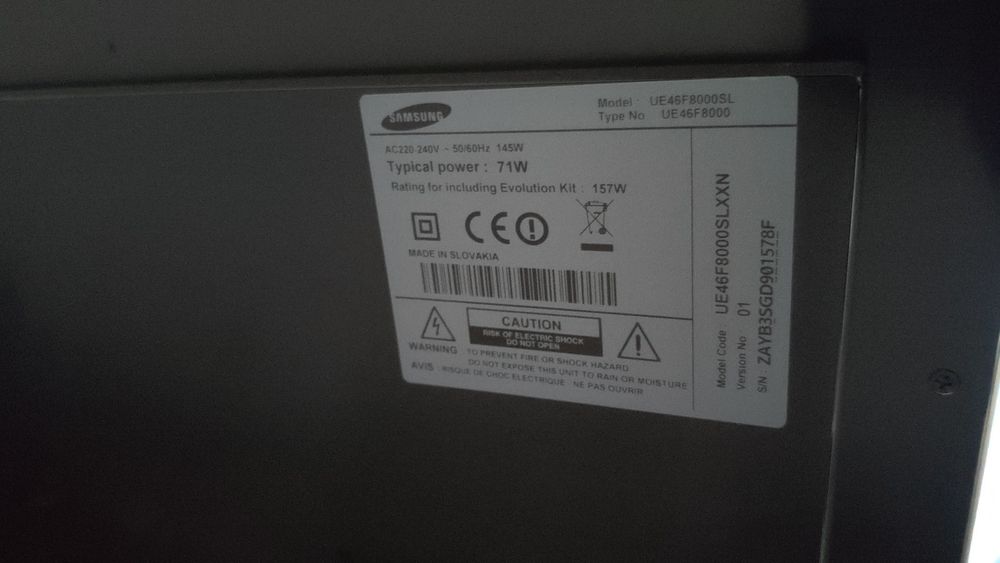 SAMSUNG
Model : UE46F8000SL
Type No UE46F8000
AC220-240V ~ 50/60Hz 145W
Typical power : 71W
Rating for including Evolution Kit : 157W
CE
MADE IN SLOVAKIA
CAUTION
RISK OF ELECTRIC SHOCK
DO NOT OPEN
WARNING : TO PREVENT FIRE OR SHOCK HAZARD
DO NOT EXPOSE THIS UNIT TO RAIN OR MOISTURE
AVIS : RISQUE DE CHOC ELECTRIQUE · NE PAS OUVRIR
Model Code UE46F8000SLXXN
Version No 01
S/N : ZAYB3SGD901578F